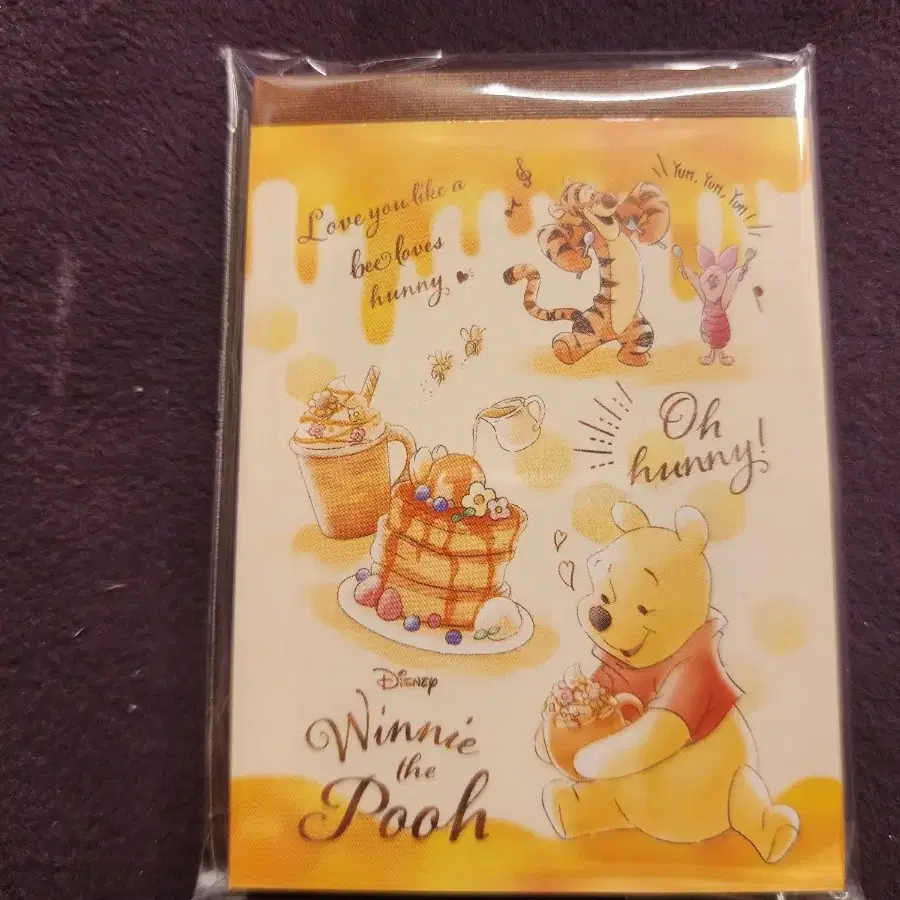 Love you like a
bee loves
hunny
Yum, Yum, Yum!
Oh
hunny!
Disney
Winnie
the
Pooh